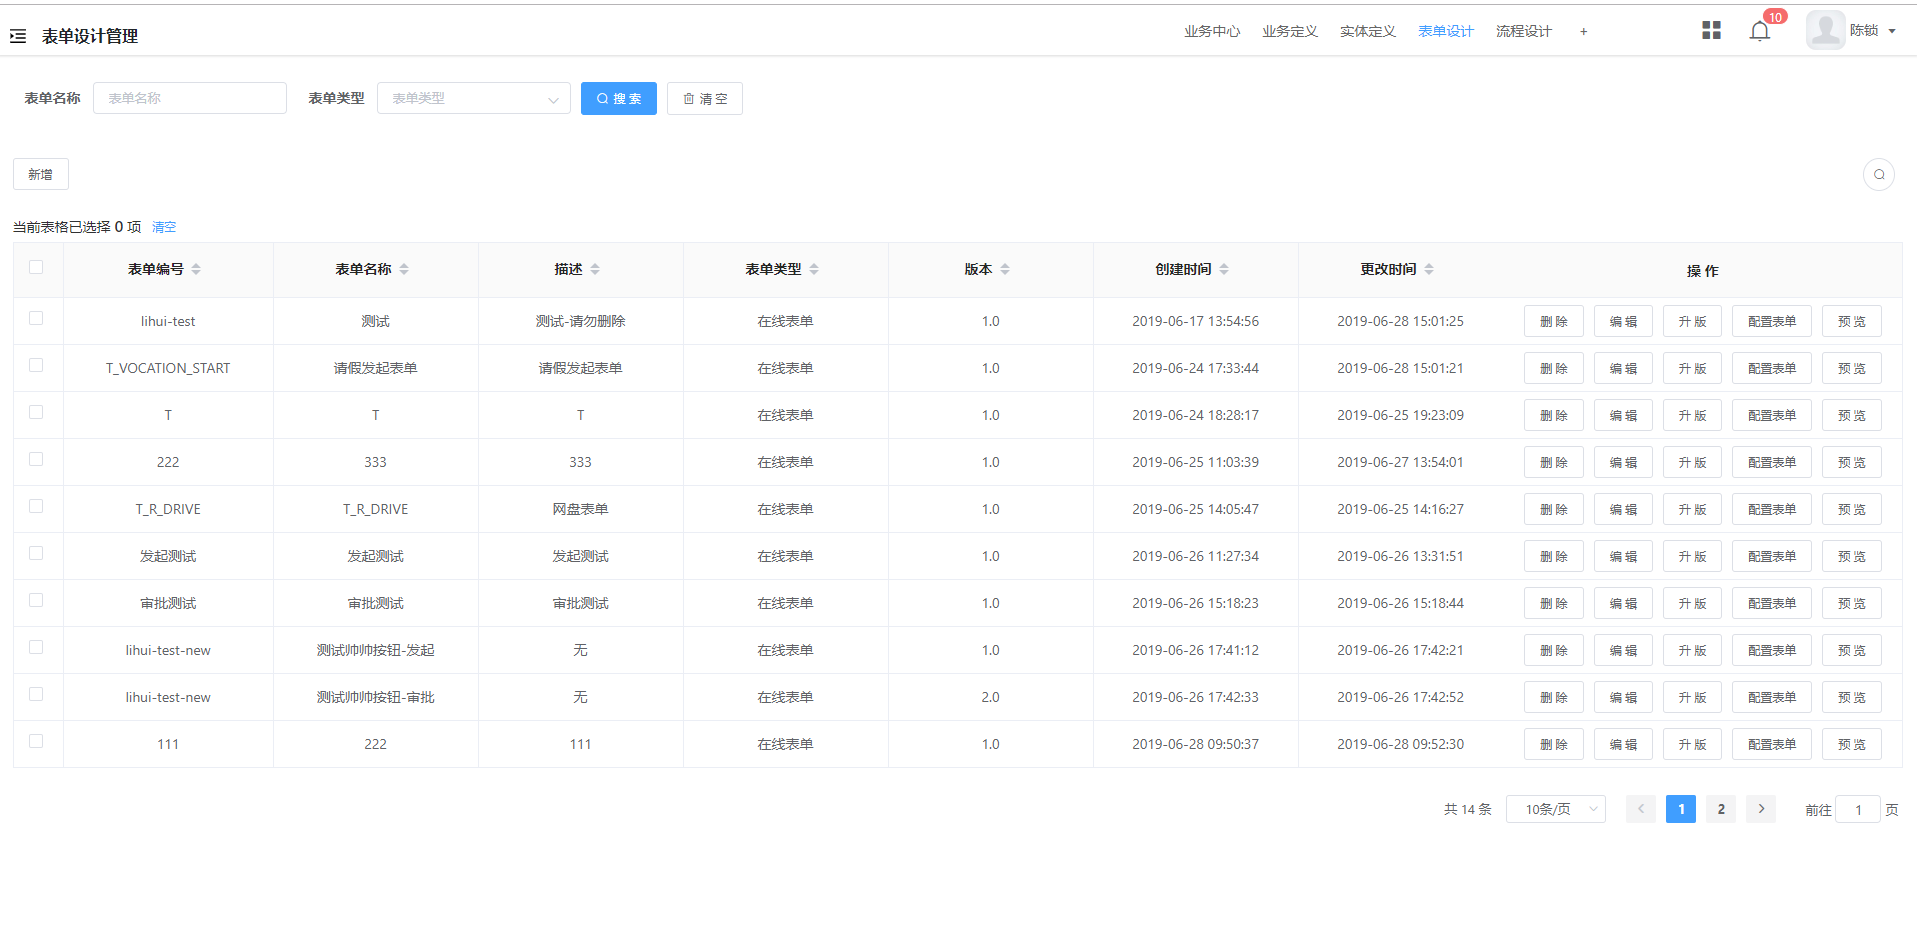 表单设计管理 业务中心 业务定义 实体定义 表单设计 流程设计 + 10 陈锁
表单名称 表单名称 表单类型 表单类型 搜 索 清 空
新增
当前表格已选择 0 项 清空
表单编号 表单名称 描述 表单类型 版本 创建时间 更改时间 操 作
lihui-test 测试 测试-请勿删除 在线表单 1.0 2019-06-17 13:54:56 2019-06-28 15:01:25 删 除 编 辑 升 版 配置表单 预 览
T_VOCATION_START 请假发起表单 请假发起表单 在线表单 1.0 2019-06-24 17:33:44 2019-06-28 15:01:21 删 除 编 辑 升 版 配置表单 预 览
T T T 在线表单 1.0 2019-06-24 18:28:17 2019-06-25 19:23:09 删 除 编 辑 升 版 配置表单 预 览
222 333 333 在线表单 1.0 2019-06-25 11:03:39 2019-06-27 13:54:01 删 除 编 辑 升 版 配置表单 预 览
T_R_DRIVE T_R_DRIVE 网盘表单 在线表单 1.0 2019-06-25 14:05:47 2019-06-25 14:16:27 删 除 编 辑 升 版 配置表单 预 览
发起测试 发起测试 发起测试 在线表单 1.0 2019-06-26 11:27:34 2019-06-26 13:31:51 删 除 编 辑 升 版 配置表单 预 览
审批测试 审批测试 审批测试 在线表单 1.0 2019-06-26 15:18:23 2019-06-26 15:18:44 删 除 编 辑 升 版 配置表单 预 览
lihui-test-new 测试帅帅按钮-发起 无 在线表单 1.0 2019-06-26 17:41:12 2019-06-26 17:42:21 删 除 编 辑 升 版 配置表单 预 览
lihui-test-new 测试帅帅按钮-审批 无 在线表单 2.0 2019-06-26 17:42:33 2019-06-26 17:42:52 删 除 编 辑 升 版 配置表单 预 览
111 222 111 在线表单 1.0 2019-06-28 09:50:37 2019-06-28 09:52:30 删 除 编 辑 升 版 配置表单 预 览
共 14 条 10条/页 1 2 前往 1 页